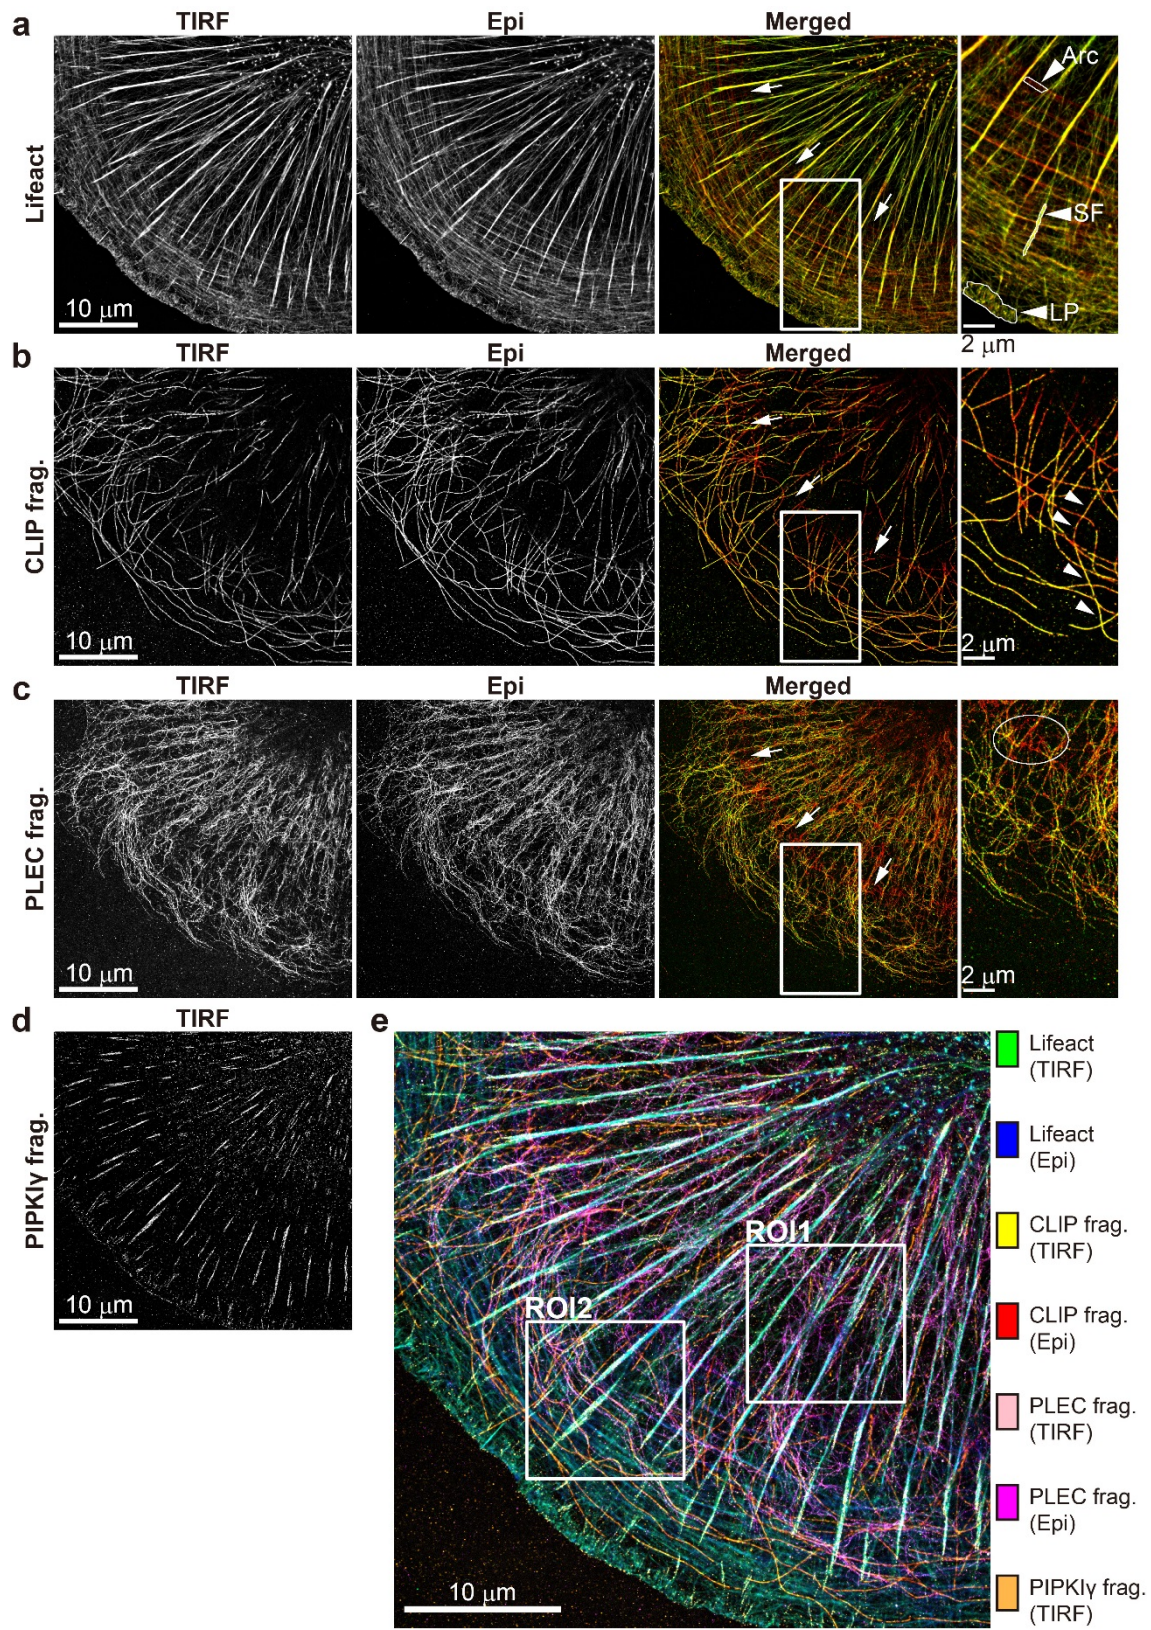 a
TIRF
Epi
Merged
Lifeact
Arc
SF
LP
10 μm
2 μm
b
TIRF
Epi
Merged
CLIP frag.
10 μm
2 μm
c
TIRF
Epi
Merged
PLEC frag.
10 μm
2 μm
d
TIRF
PIPKIγ frag.
10 μm
e
ROI1
ROI2
10 μm
Lifeact
(TIRF)
Lifeact
(Epi)
CLIP frag.
(TIRF)
CLIP frag.
(Epi)
PLEC frag.
(TIRF)
PLEC frag.
(Epi)
PIPKIγ frag.
(TIRF)